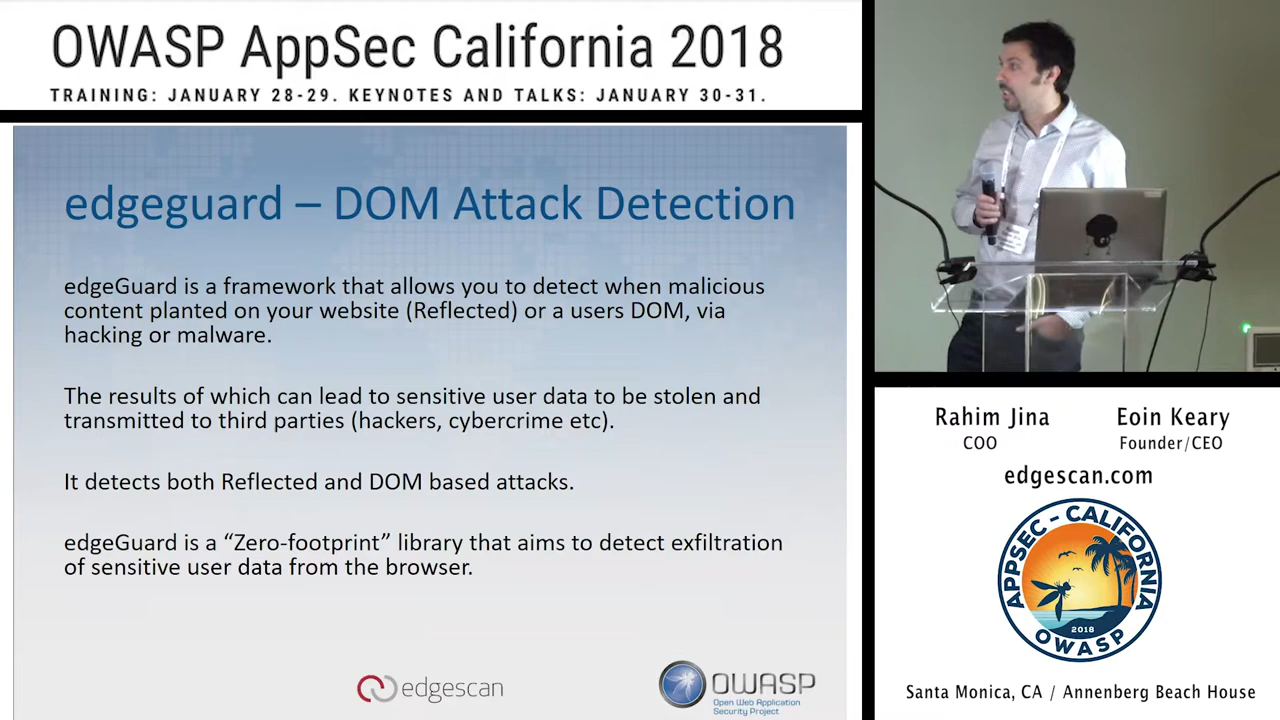 OWASP AppSec California 2018
TRAINING: JANUARY 28-29. KEYNOTES AND TALKS: JANUARY 30-31.
edgeguard – DOM Attack Detection
edgeGuard is a framework that allows you to detect when malicious
content planted on your website (Reflected) or a users DOM, via
hacking or malware.
The results of which can lead to sensitive user data to be stolen and
transmitted to third parties (hackers, cybercrime etc).
It detects both Reflected and DOM based attacks.
edgeGuard is a “Zero-footprint” library that aims to detect exfiltration
of sensitive user data from the browser.
edgescan
OWASP
Open Web Application
Security Project
Rahim Jina
COO
Eoin Keary
Founder/CEO
edgescan.com
APPSEC - CALIFORNIA
2018
OWASP
Santa Monica, CA / Annenberg Beach House